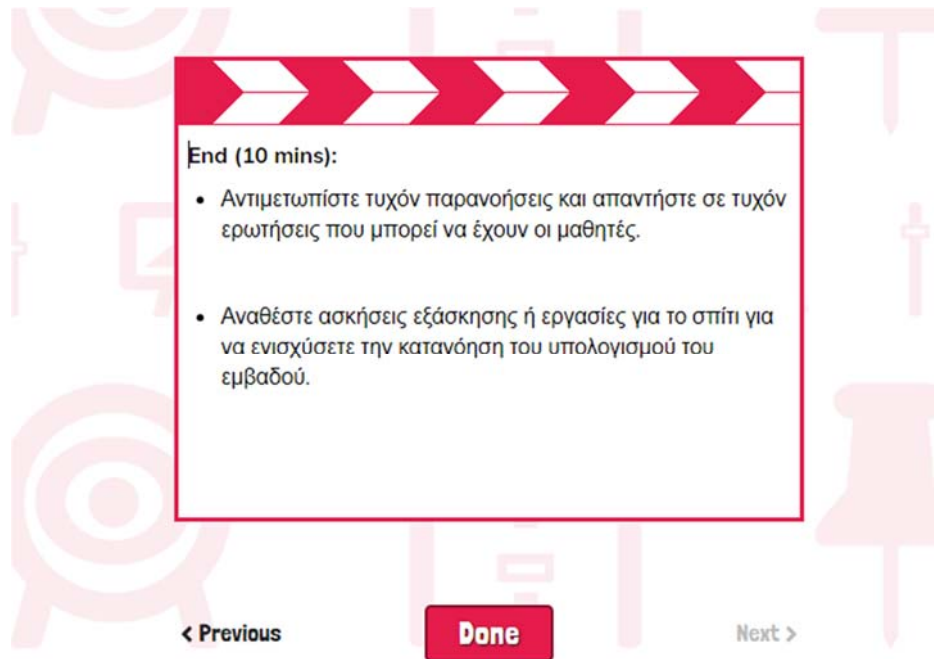 End (10 mins):
• Αντιμετωπίστε τυχόν παρανοήσεις και απαντήστε σε τυχόν
ερωτήσεις που μπορεί να έχουν οι μαθητές.
• Αναθέστε ασκήσεις εξάσκησης ή εργασίες για το σπίτι για
να ενισχύσετε την κατανόηση του υπολογισμού του
εμβαδού.
< Previous
Done
Next >